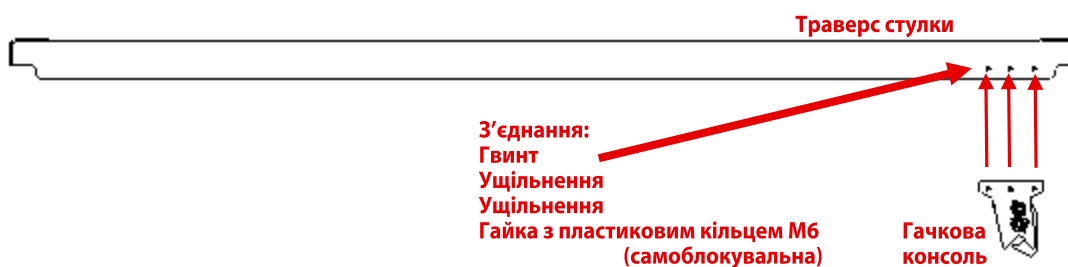 Траверс стулки
З’єднання:
Гвинт
Ущільнення
Ущільнення
Гайка з пластиковим кільцем М6
(самоблокувальна)
Гачкова
консоль